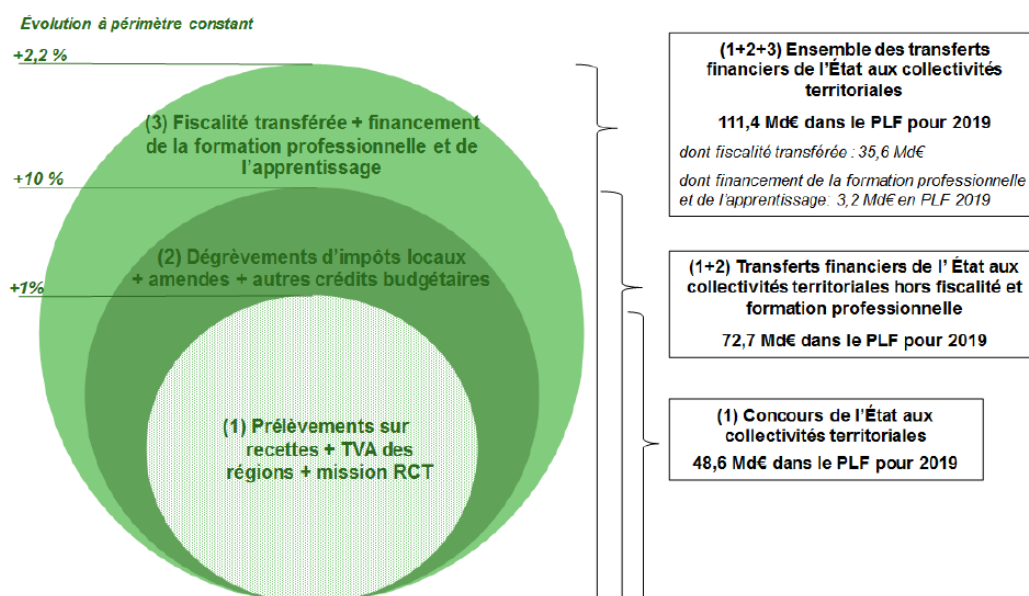 Évolution à périmètre constant
+2,2 %
(3) Fiscalité transférée + financement
de la formation professionnelle et de
l'apprentissage
+10 %
(2) Dégrèvements d'impôts locaux
+ amendes + autres crédits budgétaires
+1%
(1) Prélèvements sur
recettes + TVA des
régions + mission RCT
(1+2+3) Ensemble des transferts
financiers de l'État aux collectivités
territoriales
111,4 Md€ dans le PLF pour 2019
dont fiscalité transférée : 35,6 Md€
dont financement de la formation professionnelle
et de l'apprentissage: 3,2 Md€ en PLF 2019
(1+2) Transferts financiers de l' État aux
collectivités territoriales hors fiscalité et
formation professionnelle
72,7 Md€ dans le PLF pour 2019
(1) Concours de l'État aux
collectivités territoriales
48,6 Md€ dans le PLF pour 2019